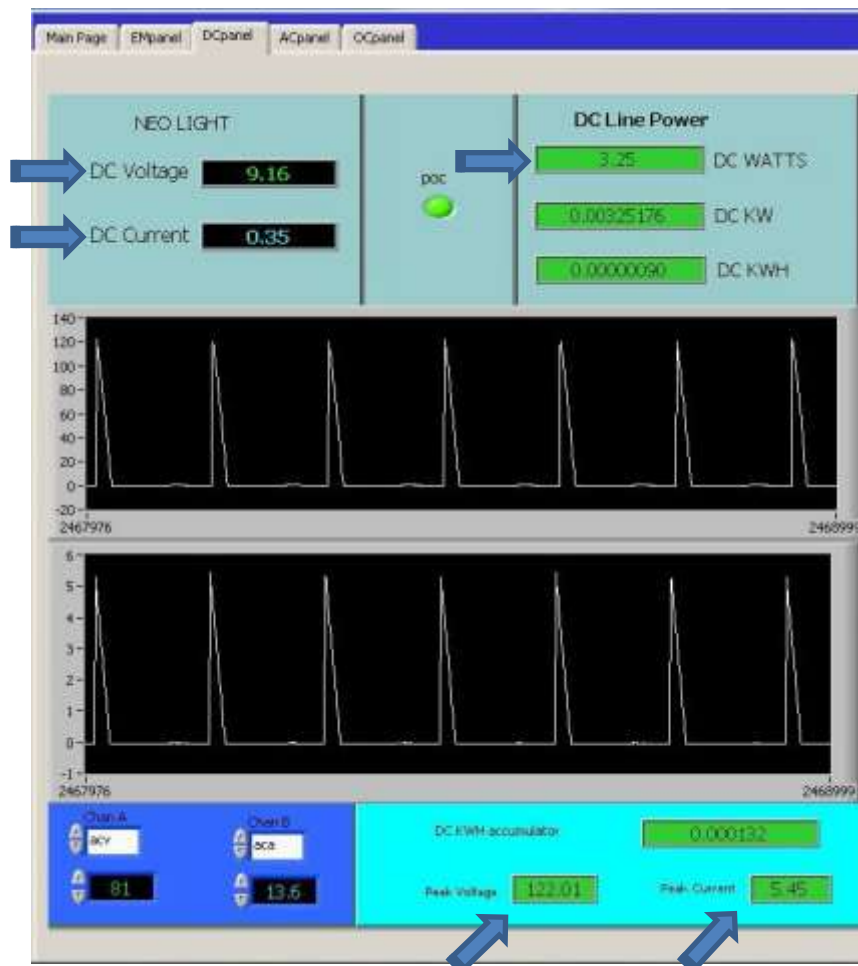 Main Page EMpanel DCpanel ACpanel OCpanel
NEO LIGHT
DC Voltage 9.16
DC Current 0.35
poc
DC Line Power
3.25 DC WATTS
0.00325176 DC KW
0.00000090 DC KWH
140
120
100
80
60
40
20
0
-20
2467976 2468999
6
5
4
3
2
1
0
-1
2467976 2468999
Chan A
acv
81
Chan B
aca
13.6
DC KWH accumulator 0.000132
Peak Voltage 122.01 Peak Current 5.45